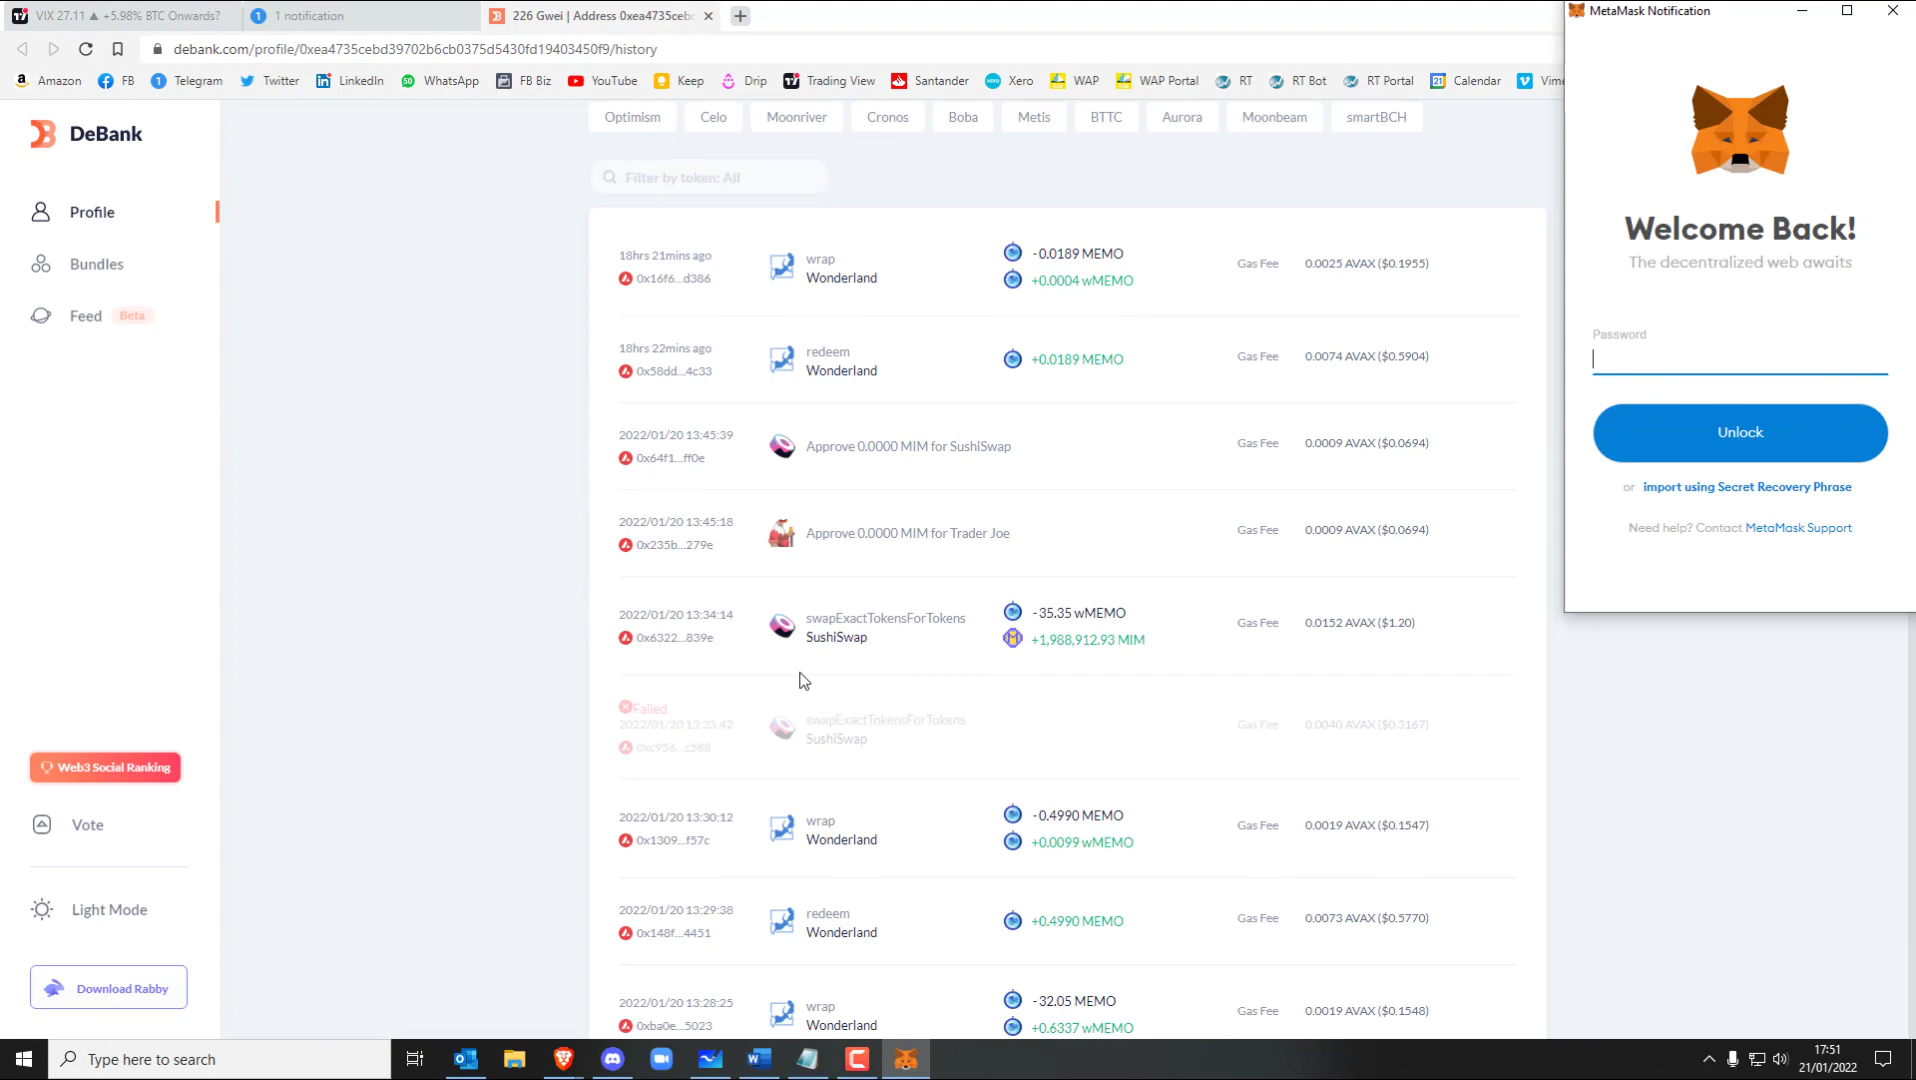 VIX 27.11 ▲ +5.98% BTC Onwards?
1 notification
226 Gwei | Address 0xea4735ceb
debank.com/profile/0xea4735cebd39702b6cb0375d5430fd19403450f9/history
Amazon
FB
Telegram
Twitter
LinkedIn
WhatsApp
FB Biz
YouTube
Keep
Drip
Trading View
Santander
Xero
WAP
WAP Portal
RT
RT Bot
RT Portal
Calendar
Vime
DeBank
Profile
Bundles
Feed Beta
Web3 Social Ranking
Vote
Light Mode
Download Rabby
Optimism
Celo
Moonriver
Cronos
Boba
Metis
BTTC
Aurora
Moonbeam
smartBCH
Filter by token: All
18hrs 21mins ago
0x16f6...d386
wrap
Wonderland
-0.0189 MEMO
+0.0004 wMEMO
Gas Fee 0.0025 AVAX ($0.1955)
18hrs 22mins ago
0x58dd...4c33
redeem
Wonderland
+0.0189 MEMO
Gas Fee 0.0074 AVAX ($0.5904)
2022/01/20 13:45:39
0x64f1...ff0e
Approve 0.0000 MIM for SushiSwap
Gas Fee 0.0009 AVAX ($0.0694)
2022/01/20 13:45:18
0x235b...279e
Approve 0.0000 MIM for Trader Joe
Gas Fee 0.0009 AVAX ($0.0694)
2022/01/20 13:34:14
0x6322...839e
swapExactTokensForTokens
SushiSwap
-35.35 wMEMO
+1,988,912.93 MIM
Gas Fee 0.0152 AVAX ($1.20)
Failed
2022/01/20 13:33:42
0xc956...c588
swapExactTokensForTokens
SushiSwap
Gas Fee 0.0040 AVAX ($0.3167)
2022/01/20 13:30:12
0x1309...f57c
wrap
Wonderland
-0.4990 MEMO
+0.0099 wMEMO
Gas Fee 0.0019 AVAX ($0.1547)
2022/01/20 13:29:38
0x148f...4451
redeem
Wonderland
+0.4990 MEMO
Gas Fee 0.0073 AVAX ($0.5770)
2022/01/20 13:28:25
0xba0e...5023
wrap
Wonderland
-32.05 MEMO
+0.6337 wMEMO
Gas Fee 0.0019 AVAX ($0.1548)
MetaMask Notification
Welcome Back!
The decentralized web awaits
Password
Unlock
or import using Secret Recovery Phrase
Need help? Contact MetaMask Support
Type here to search
17:51
21/01/2022